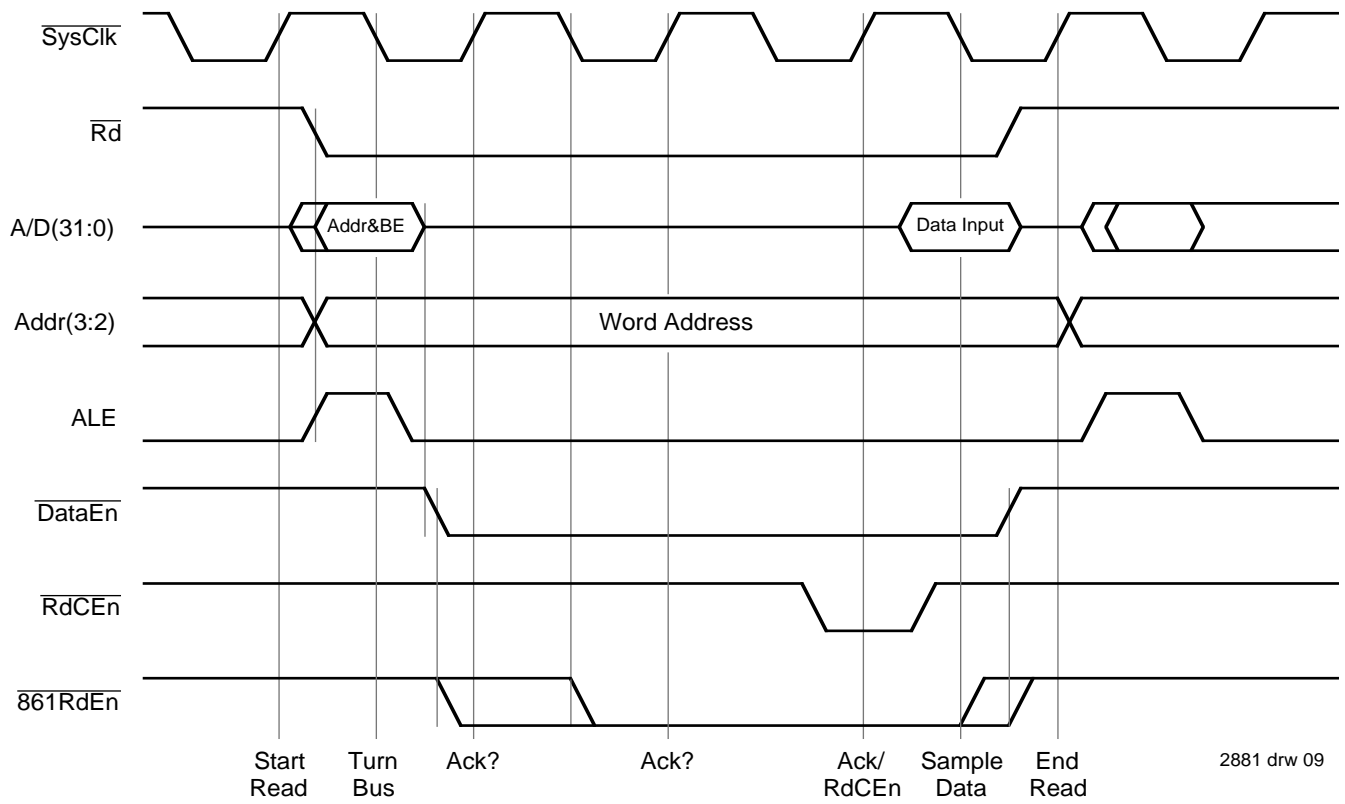 SysClk
Rd
A/D(31:0)
Addr&BE
Data Input
Addr(3:2)
Word Address
ALE
DataEn
RdCEn
861RdEn
Start
Read
Turn
Bus
Ack?
Ack?
Ack/
RdCEn
Sample
Data
End
Read
2881 drw 09